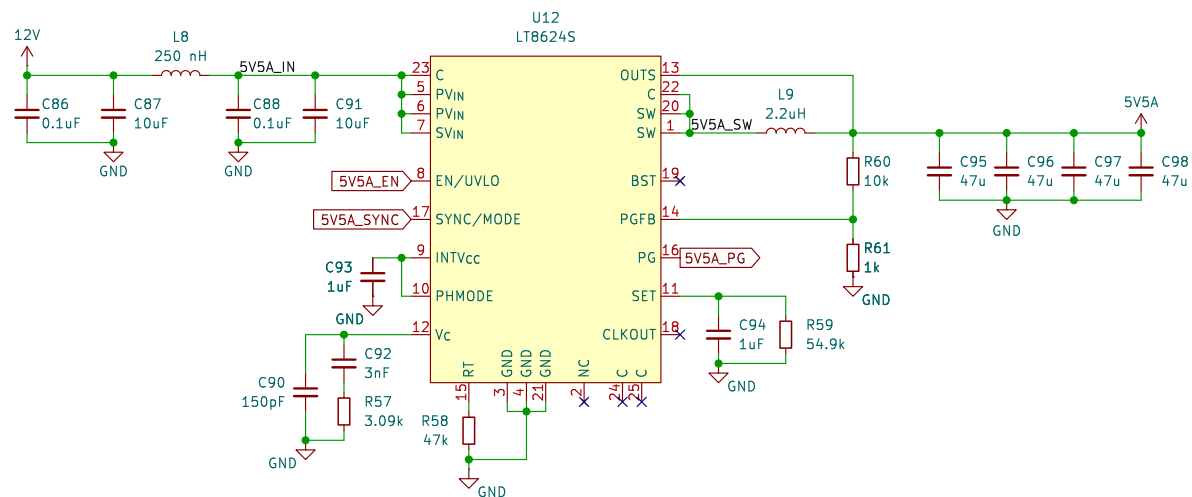 U12
LT8624S
12V
L8
250 nH
5V5A_IN
C86
0.1uF
C87
10uF
C88
0.1uF
C91
10uF
GND
GND
23 C
5 PVIN
6 PVIN
7 SVIN
5V5A_EN 8 EN/UVLO
5V5A_SYNC 17 SYNC/MODE
9 INTVCC
10 PHMODE
12 VC
C93
1uF
GND
C92
3nF
C90
150pF
R57
3.09k
GND
RT 15
GND 3
GND 4
GND 21
NC 2
C 24
C 25
R58
47k
GND
OUTS 13
C 22
SW 20
SW 1
5V5A_SW
L9
2.2uH
5V5A
BST 19
PGFB 14
PG 16 5V5A_PG
SET 11
CLKOUT 18
R60
10k
R61
1k
GND
C95
47u
C96
47u
C97
47u
C98
47u
GND
C94
1uF
R59
54.9k
GND